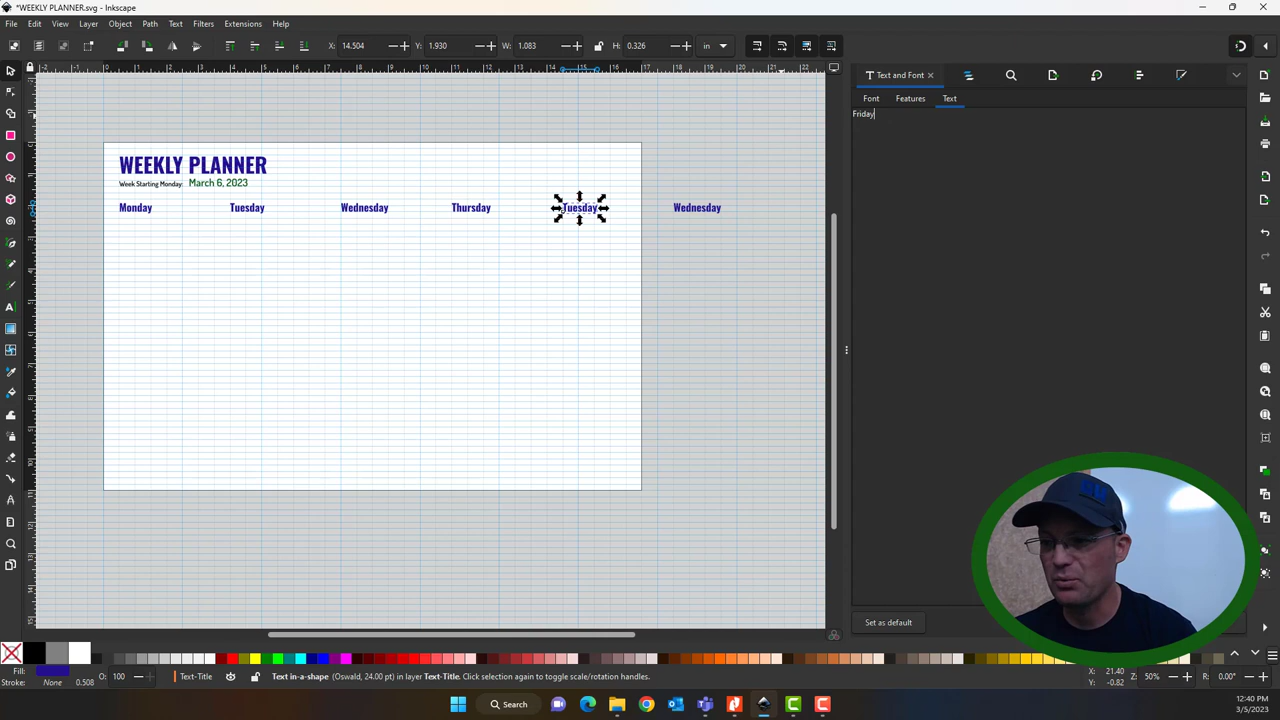 *WEEKLY PLANNER.svg - Inkscape
File Edit View Layer Object Path Text Filters Extensions Help
X: 14.504 Y: 1.930 W: 1.083 H: 0.326 in
Text and Font
Font Features Text
Friday
WEEKLY PLANNER
Week Starting Monday: March 6, 2023
Monday Tuesday Wednesday Thursday Tuesday Wednesday
Set as default
Fill:
Stroke: None 0.508
O: 100
Text-Title
Text in-a-shape (Oswald, 24.00 pt) in layer Text-Title. Click selection again to toggle scale/rotation handles.
X: 21.40
Y: -0.82
Z: 50%
R: 0.00°
Search
12:40 PM
3/5/2023